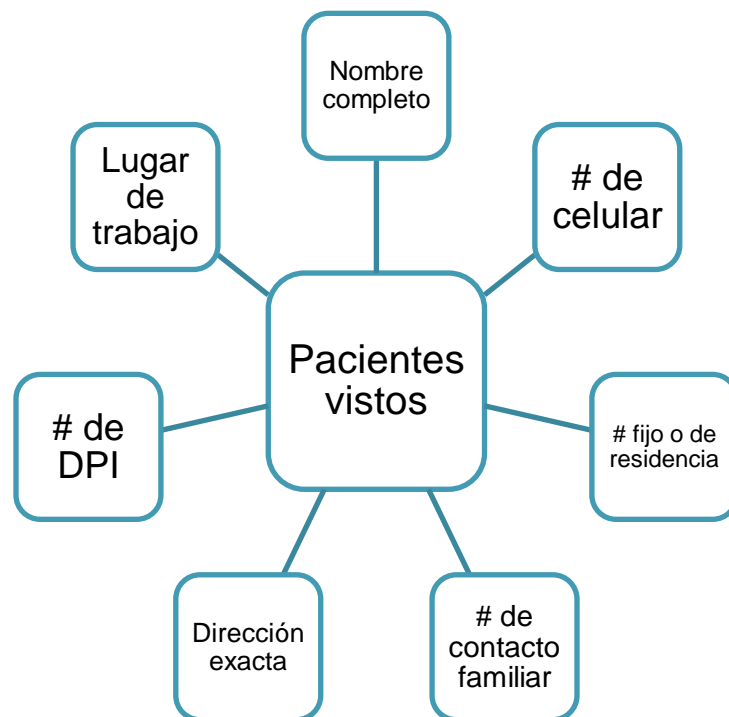 Nombre
completo
# de
celular
# fijo o de
residencia
# de
contacto
familiar
Dirección
exacta
# de
DPI
Lugar
de
trabajo
Pacientes
vistos